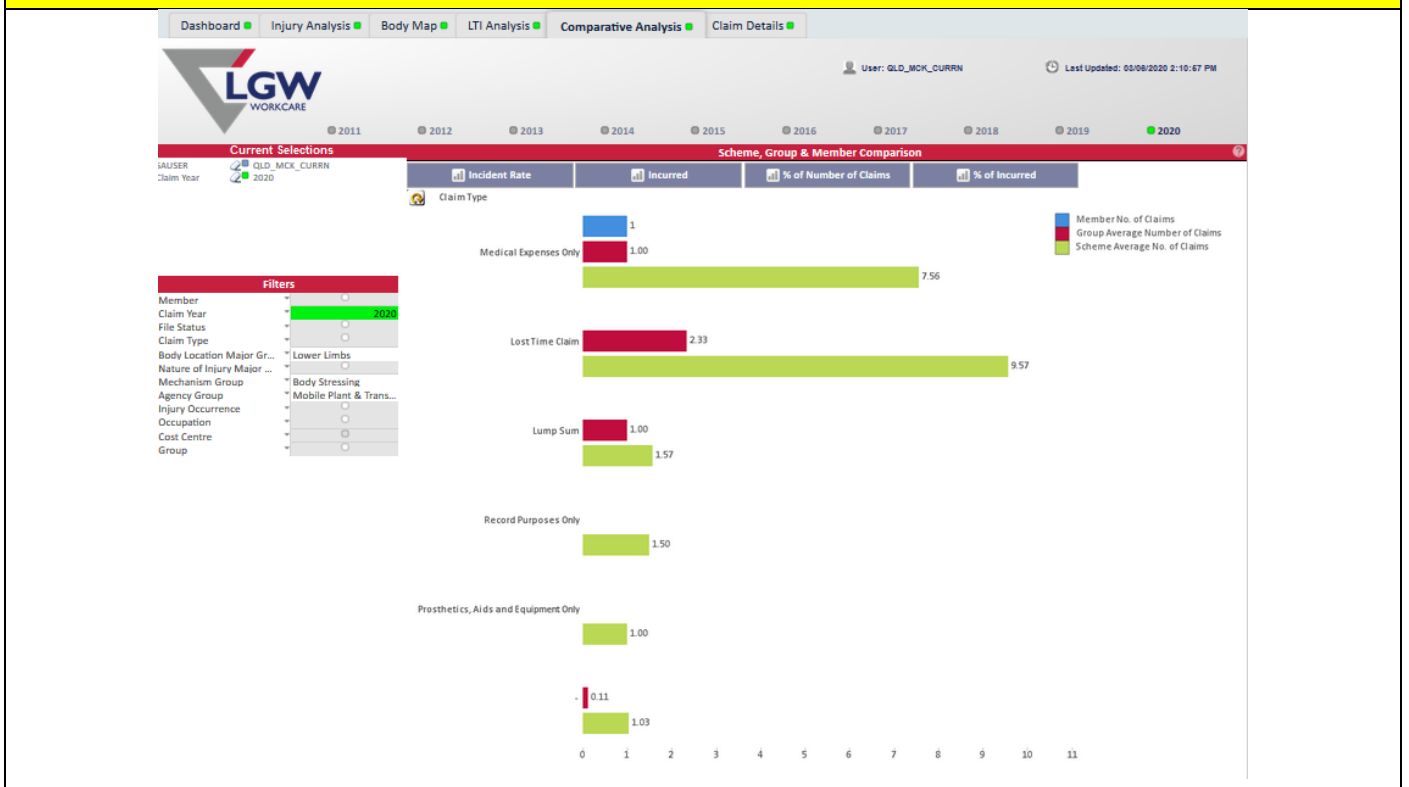 Dashboard Injury Analysis Body Map LTI Analysis Comparative Analysis Claim Details
LGW
WORKCARE
User: QLD_MCK_CURRN
Last Updated: 03/06/2020 2:10:57 PM
2011 2012 2013 2014 2015 2016 2017 2018 2019 2020
Current Selections
SAUSER QLD_MCK_CURRN
Claim Year 2020
Scheme, Group & Member Comparison
Incident Rate Incurred % of Number of Claims % of Incurred
Claim Type
Member No. of Claims
Group Average Number of Claims
Scheme Average No. of Claims
Filters
Member
Claim Year 2020
File Status
Claim Type
Body Location Major Gr... Lower Limbs
Nature of Injury Major ...
Mechanism Group Body Stressing
Agency Group Mobile Plant & Trans...
Injury Occurrence
Occupation
Cost Centre
Group
Medical Expenses Only
1
1.00
7.56
Lost Time Claim
2.33
9.57
Lump Sum
1.00
1.57
Record Purposes Only
1.50
Prosthetics, Aids and Equipment Only
1.00
-
0.11
1.03
0 1 2 3 4 5 6 7 8 9 10 11